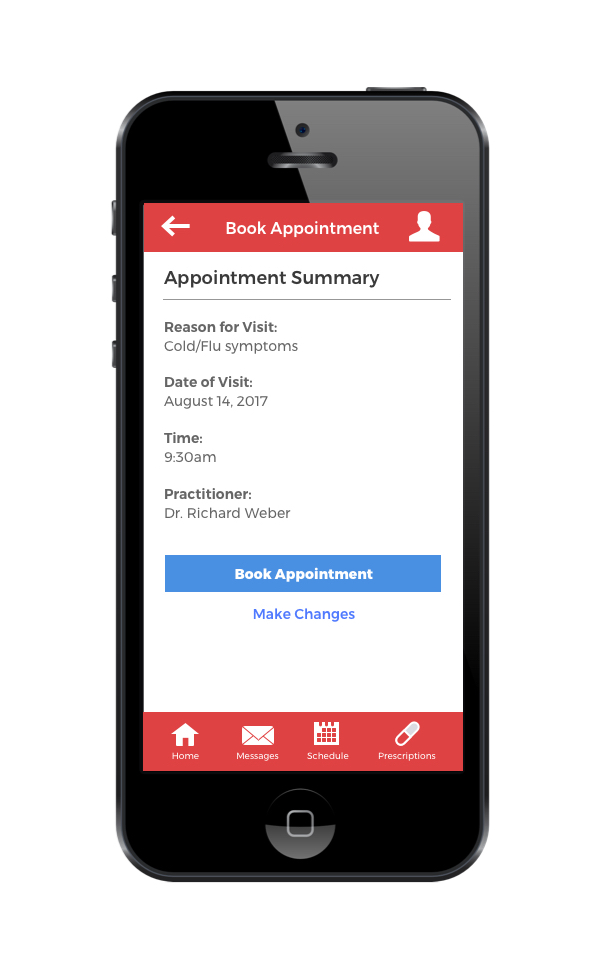 Book Appointment
Appointment Summary
Reason for Visit:
Cold/Flu symptoms
Date of Visit:
August 14, 2017
Time:
9:30am
Practitioner:
Dr. Richard Weber
Book Appointment
Make Changes
Home Messages Schedule Prescriptions